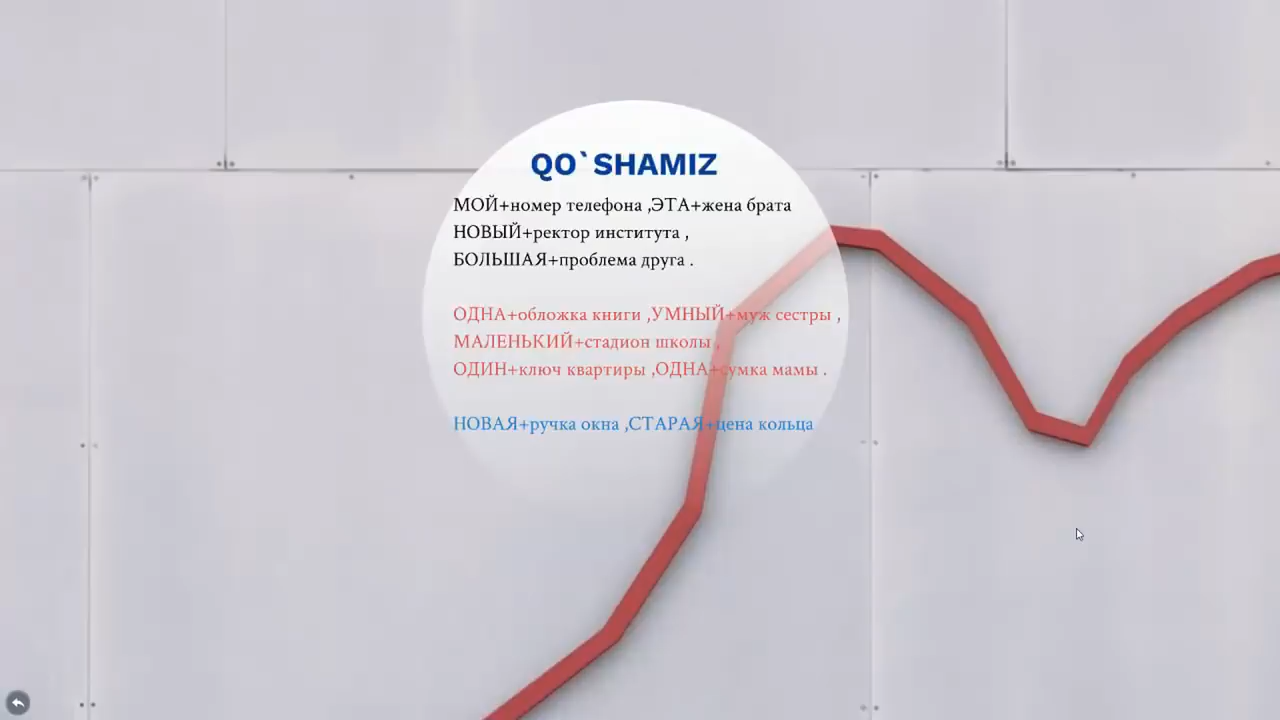 QO`SHAMIZ
МОЙ+номер телефона ,ЭТА+жена брата
НОВЫЙ+ректор института ,
БОЛЬШАЯ+проблема друга .
ОДНА+обложка книги ,УМНЫЙ+муж сестры ,
МАЛЕНЬКИЙ+стадион школы ,
ОДИН+ключ квартиры ,ОДНА+сумка мамы .
НОВАЯ+ручка окна ,СТАРАЯ+цена кольца